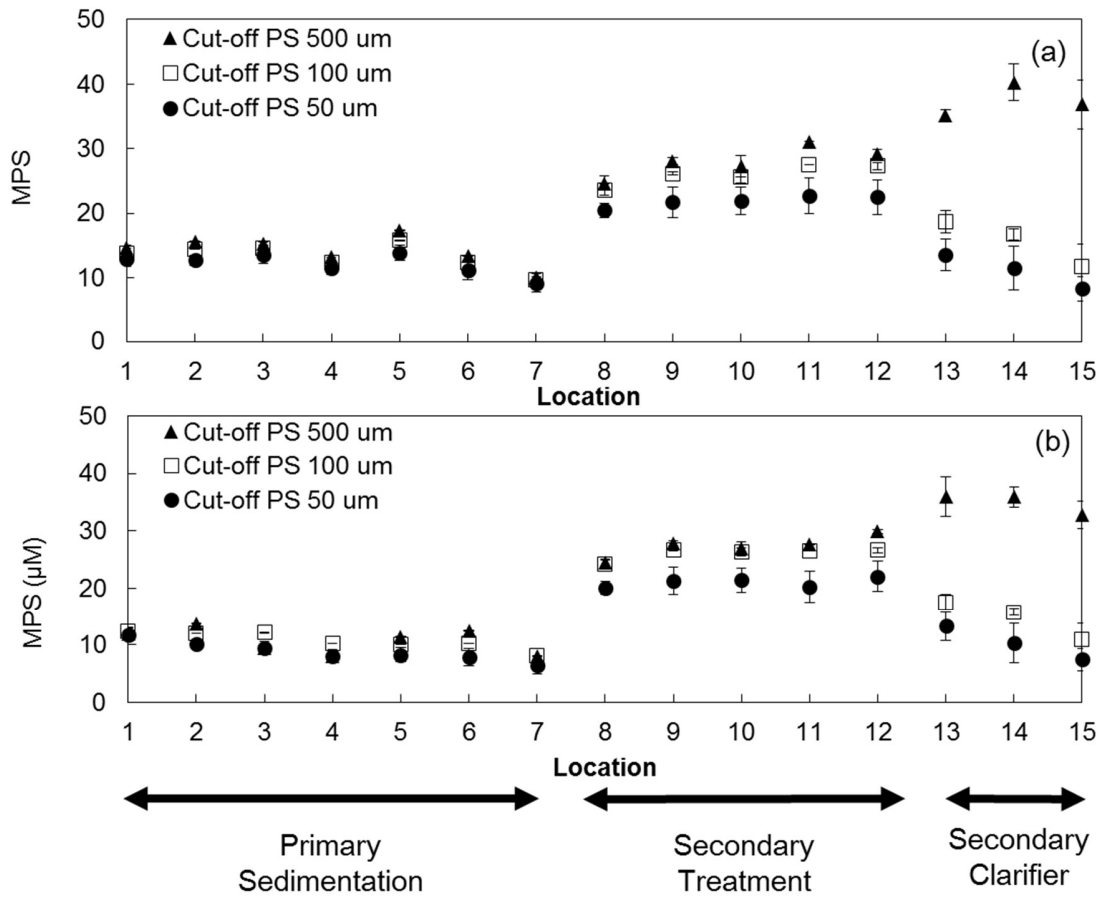 50
40
30
20
10
0
MPS
▲ Cut-off PS 500 um
□ Cut-off PS 100 um
● Cut-off PS 50 um
(a)
1 2 3 4 5 6 7 8 9 10 11 12 13 14 15
Location
50
40
30
20
10
0
MPS (µM)
▲ Cut-off PS 500 um
□ Cut-off PS 100 um
● Cut-off PS 50 um
(b)
1 2 3 4 5 6 7 8 9 10 11 12 13 14 15
Location
Primary
Sedimentation
Secondary
Treatment
Secondary
Clarifier